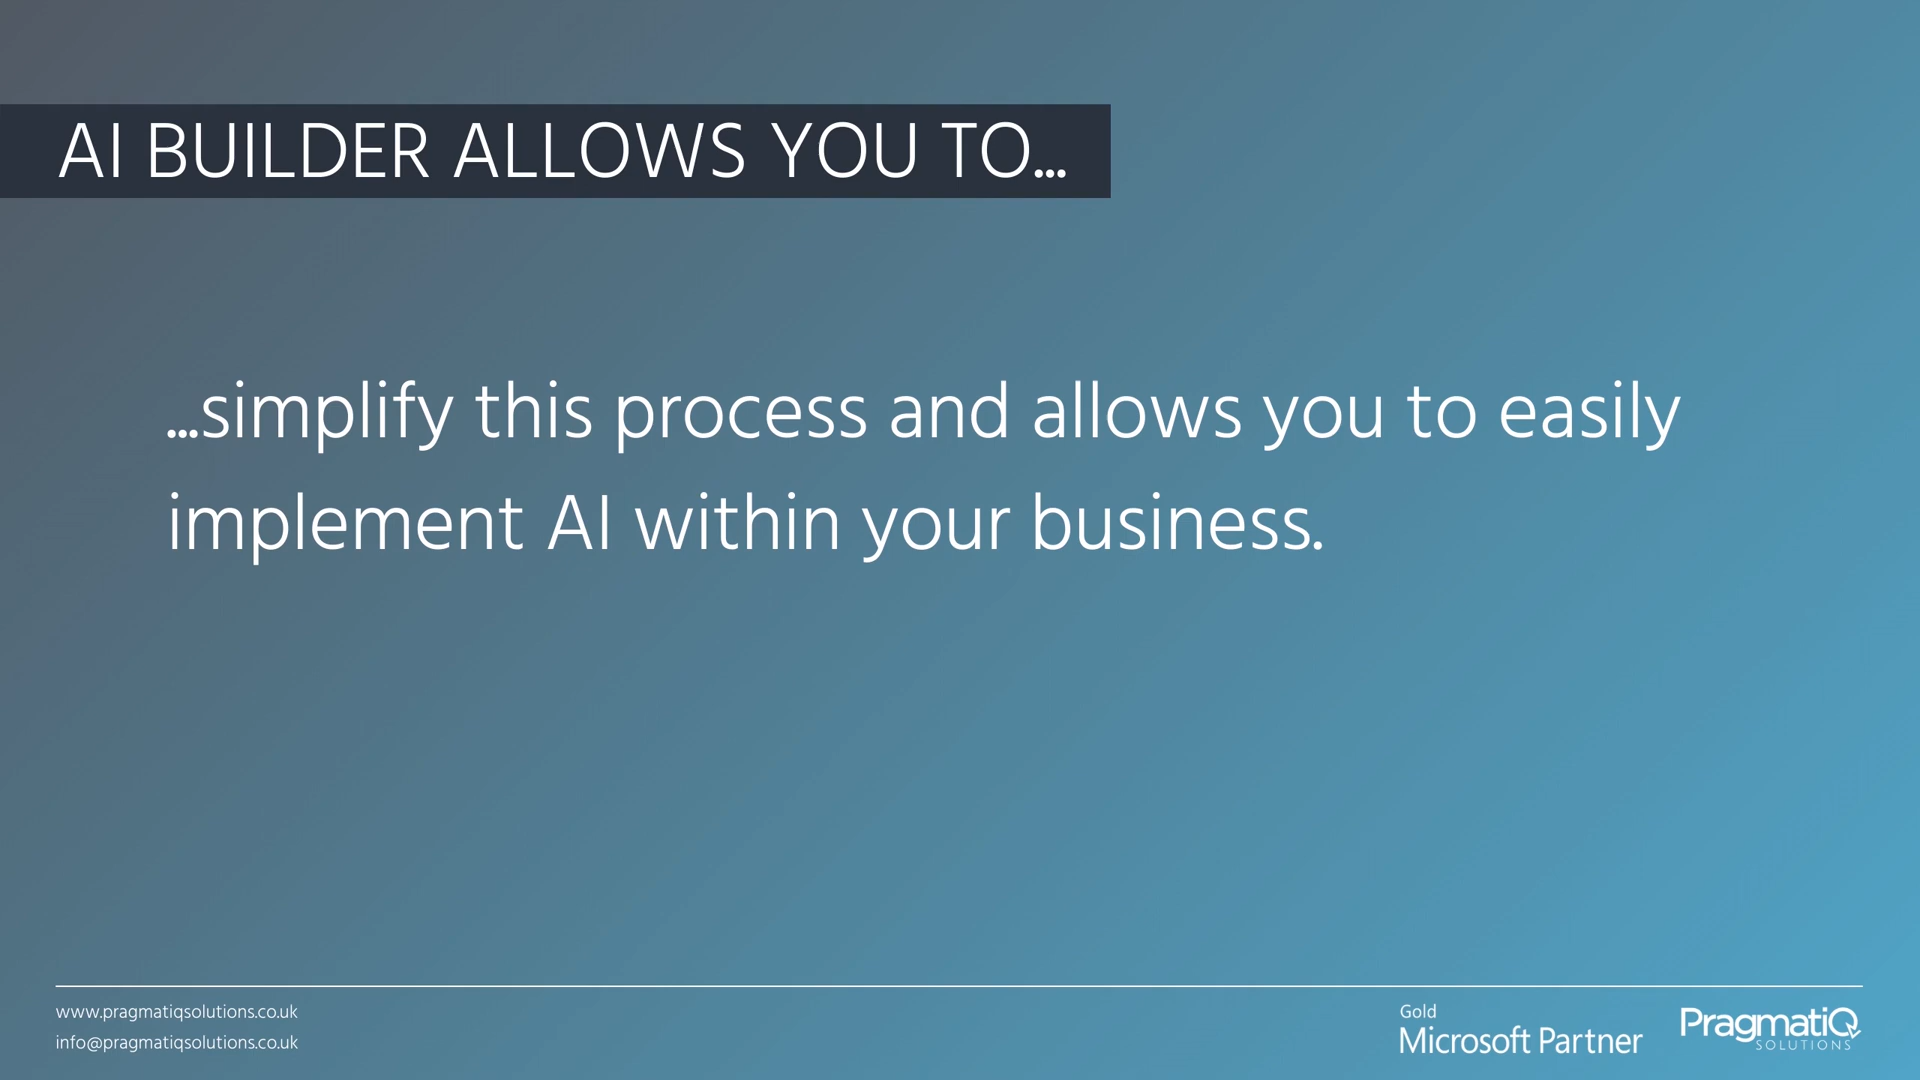 AI BUILDER ALLOWS YOU TO...
...simplify this process and allows you to easily
implement AI within your business.
www.pragmatiqsolutions.co.uk
info@pragmatiqsolutions.co.uk
Gold
Microsoft Partner
PragmatiQ
SOLUTIONS